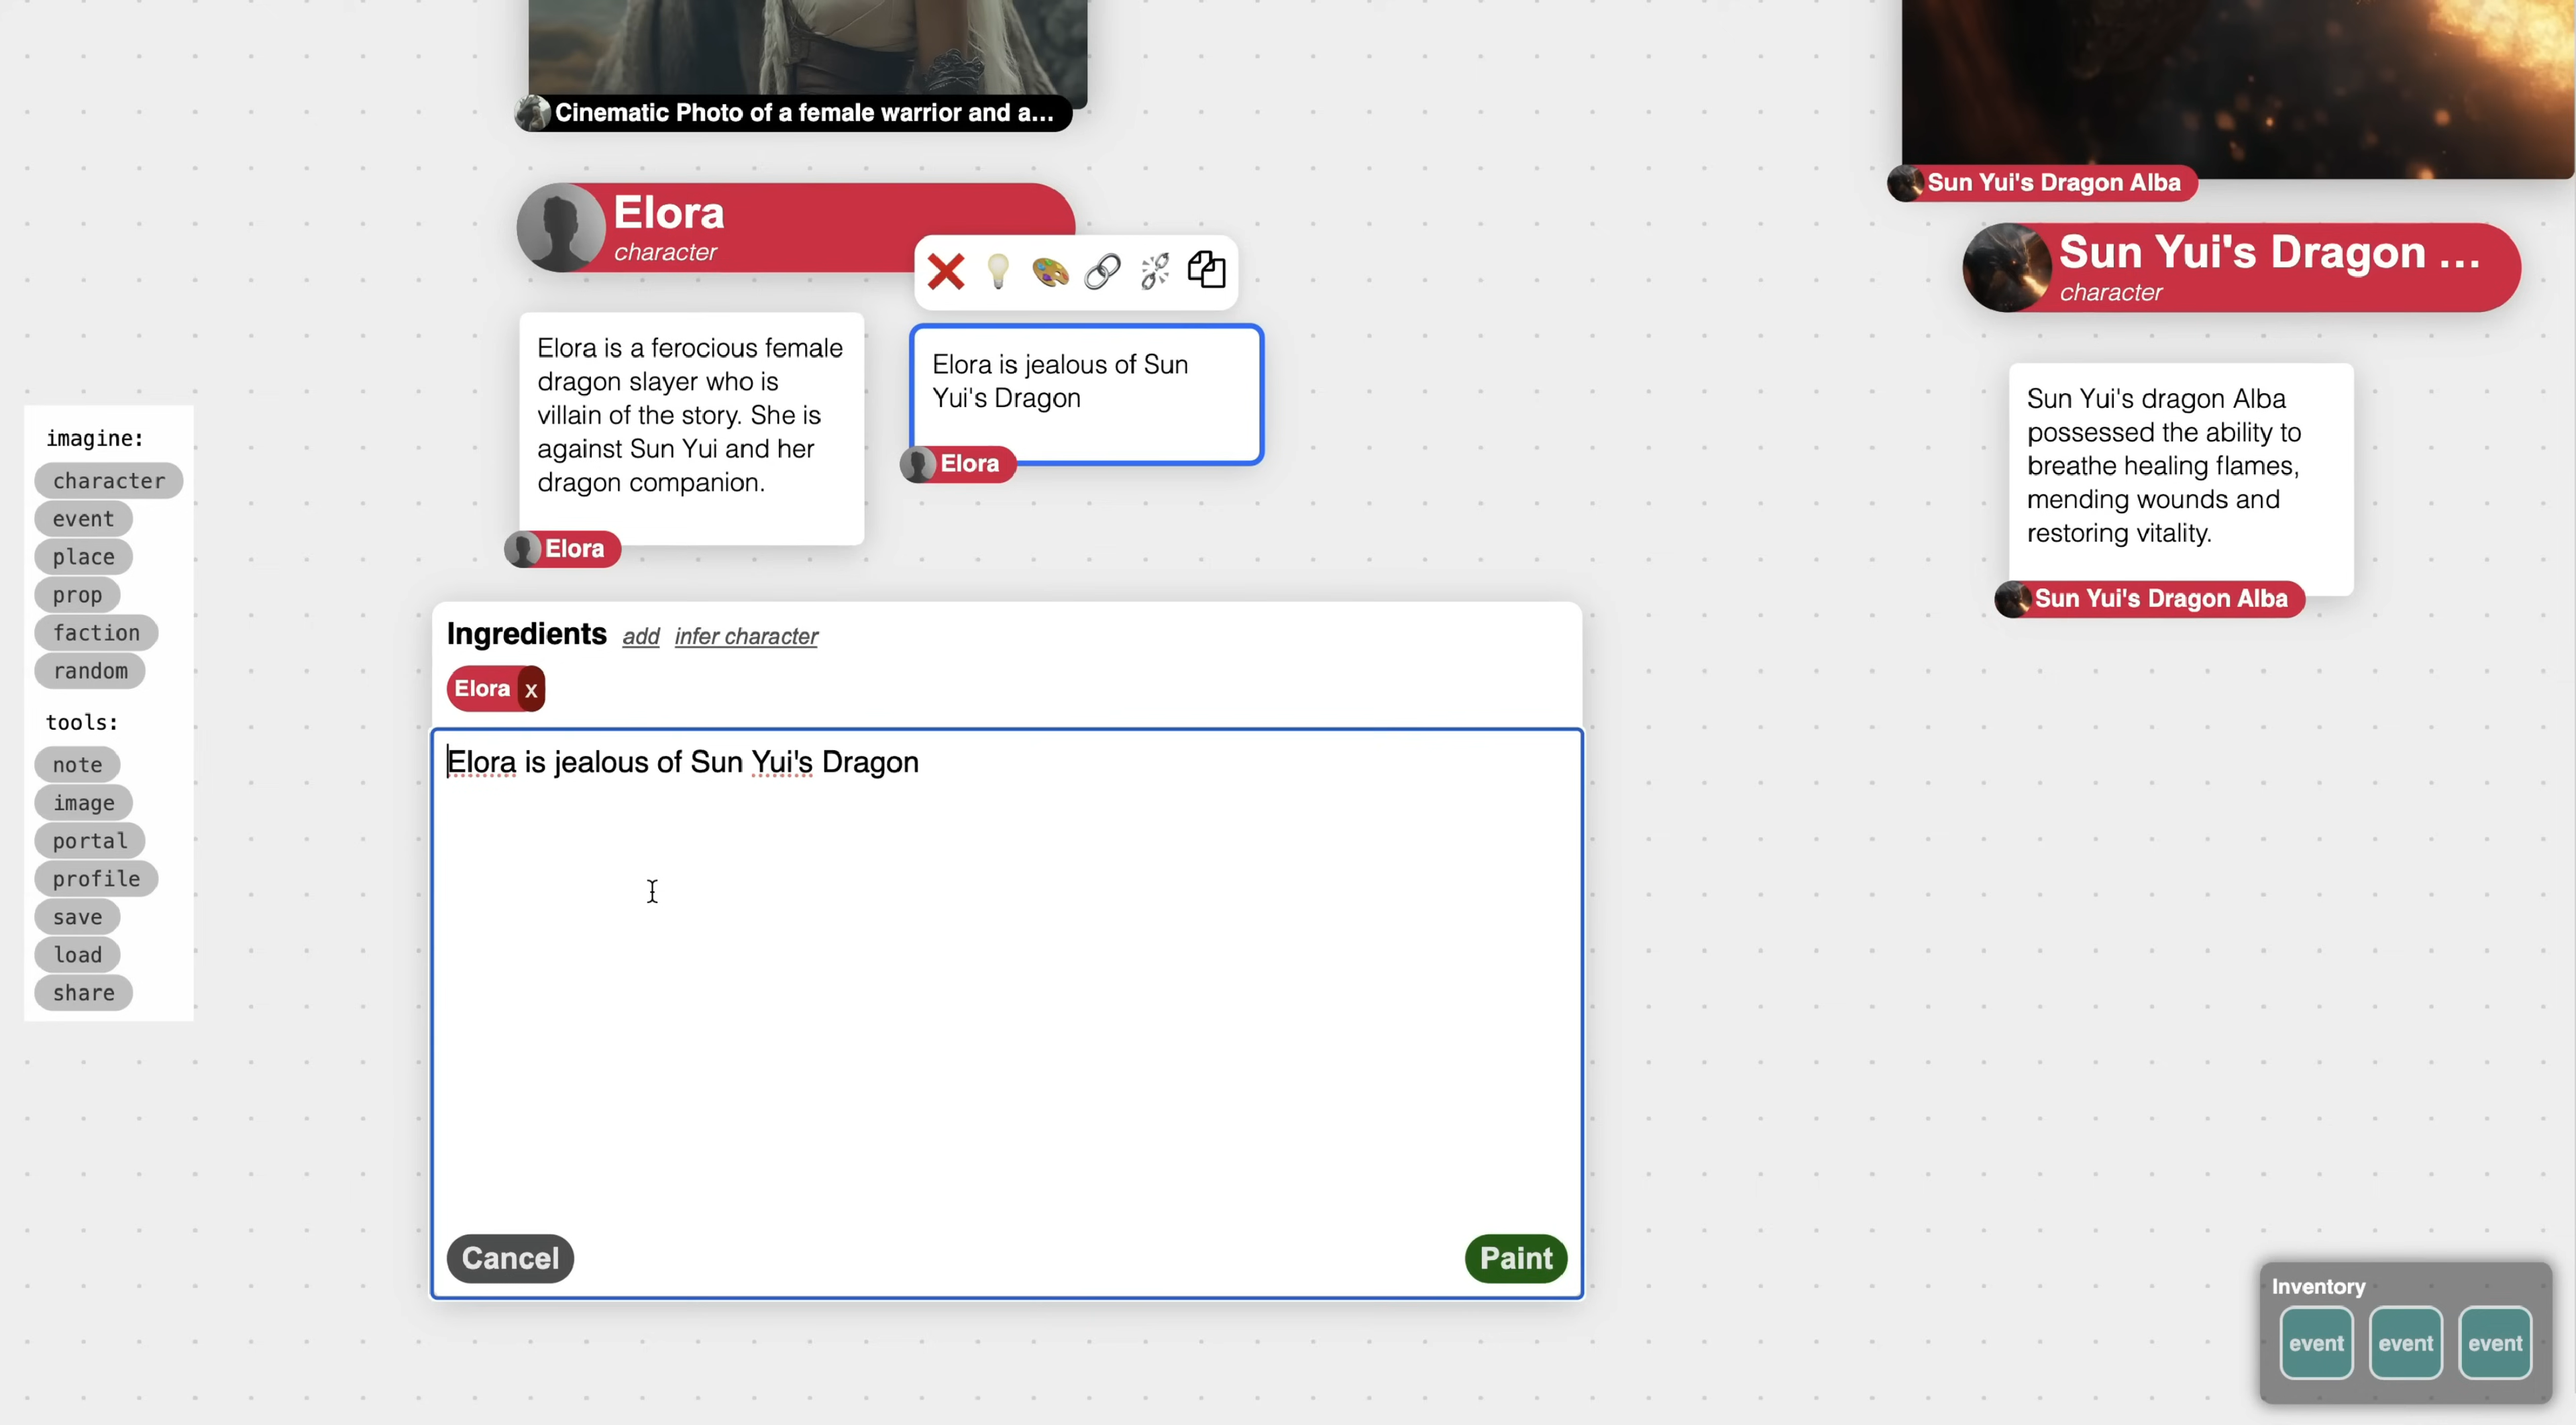 Cinematic Photo of a female warrior and a...
Elora
character
Elora is a ferocious female
dragon slayer who is
villain of the story. She is
against Sun Yui and her
dragon companion.
Elora
Elora is jealous of Sun
Yui's Dragon
Elora
Sun Yui's Dragon Alba
Sun Yui's Dragon ...
character
Sun Yui's dragon Alba
possessed the ability to
breathe healing flames,
mending wounds and
restoring vitality.
Sun Yui's Dragon Alba
imagine:
character
event
place
prop
faction
random
tools:
note
image
portal
profile
save
load
share
Ingredients add infer character
Elora x
Elora is jealous of Sun Yui's Dragon
Cancel
Paint
Inventory
event event event